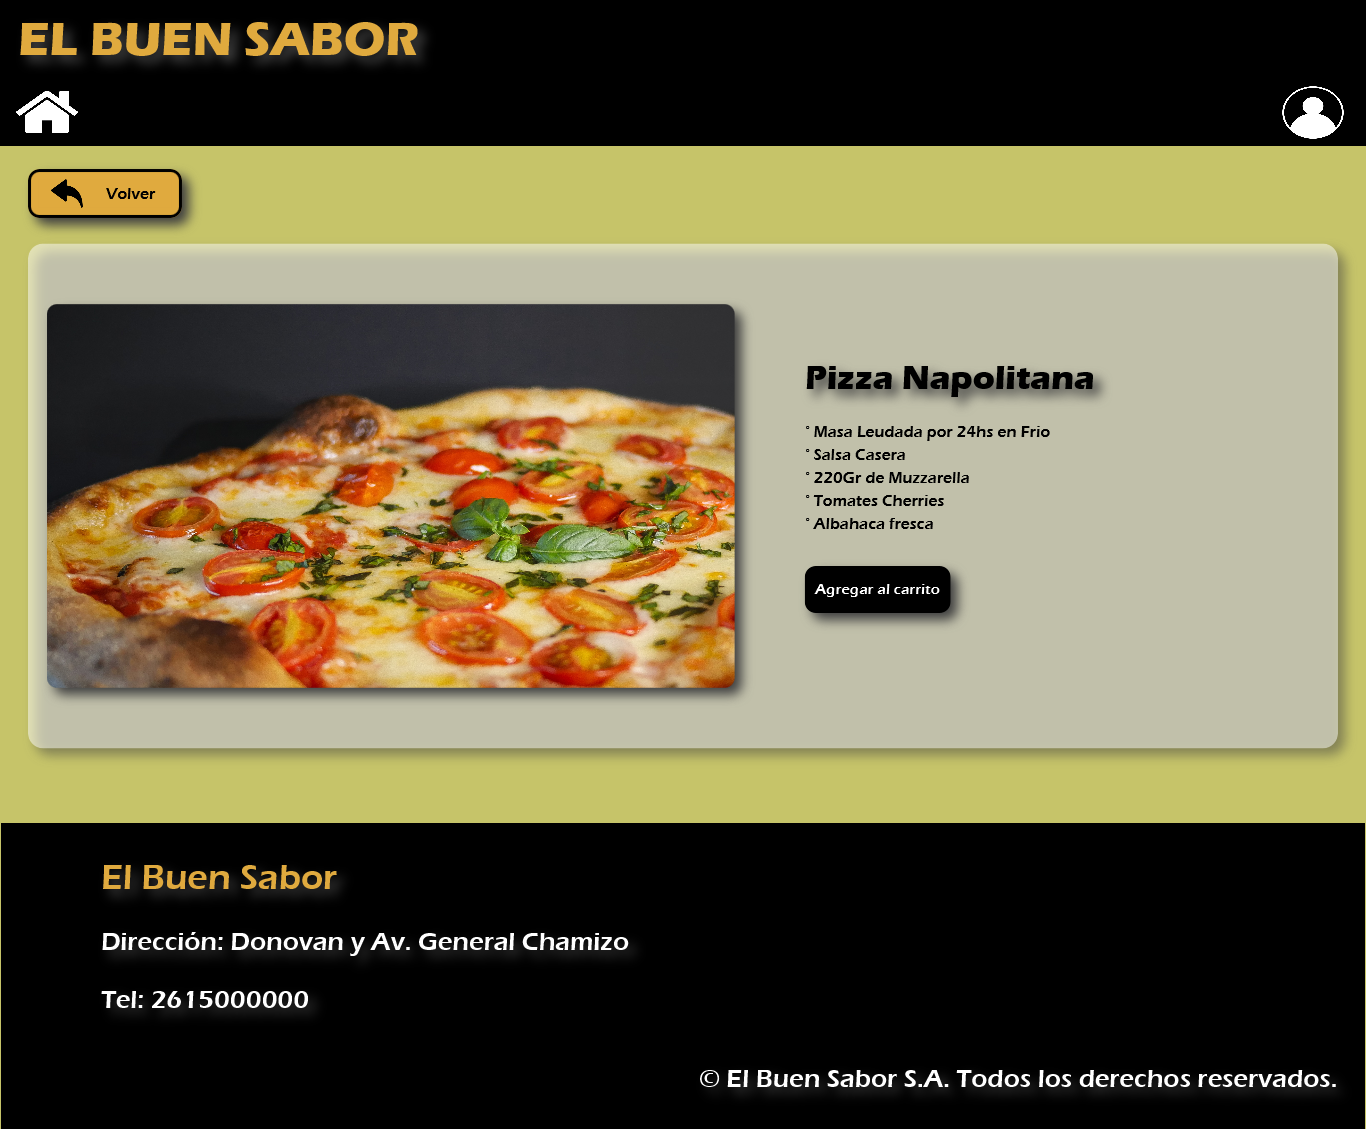 EL BUEN SABOR
Volver
Pizza Napolitana
° Masa Leudada por 24hs en Frio
° Salsa Casera
° 220Gr de Muzzarella
° Tomates Cherries
° Albahaca fresca
Agregar al carrito
El Buen Sabor
Dirección: Donovan y Av. General Chamizo
Tel: 2615000000
© El Buen Sabor S.A. Todos los derechos reservados.